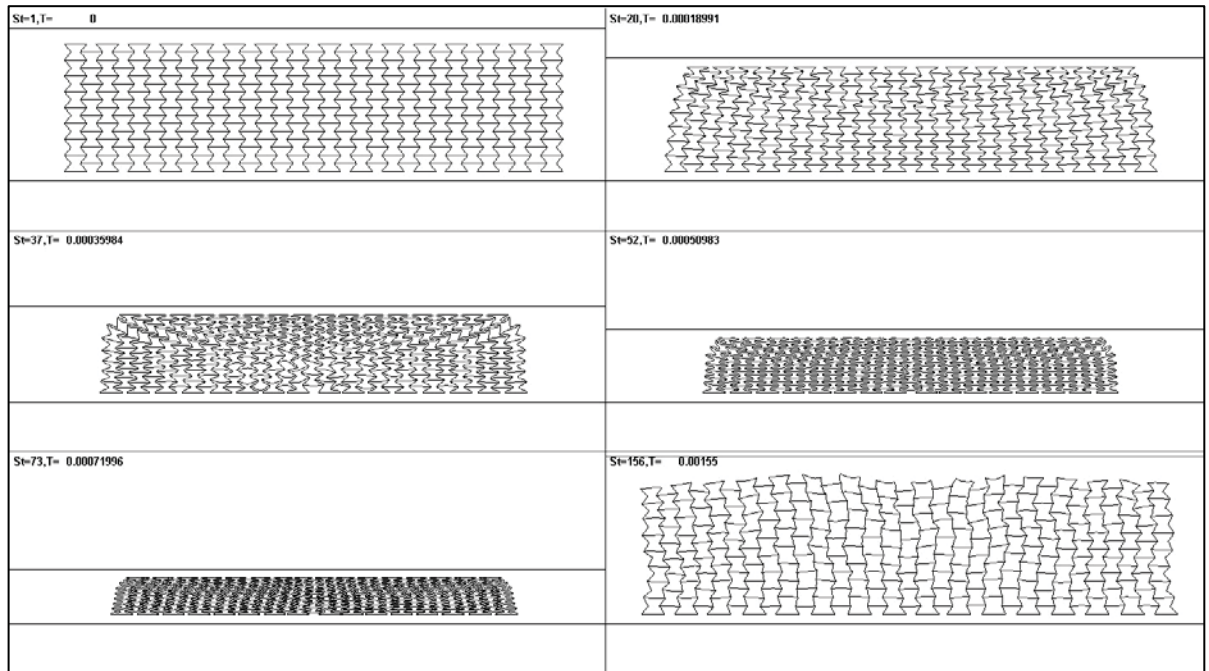 St=1,T= 0
St=20,T= 0.00018991
St=37,T= 0.00035984
St=52,T= 0.00050983
St=73,T= 0.00071996
St=156,T= 0.00155